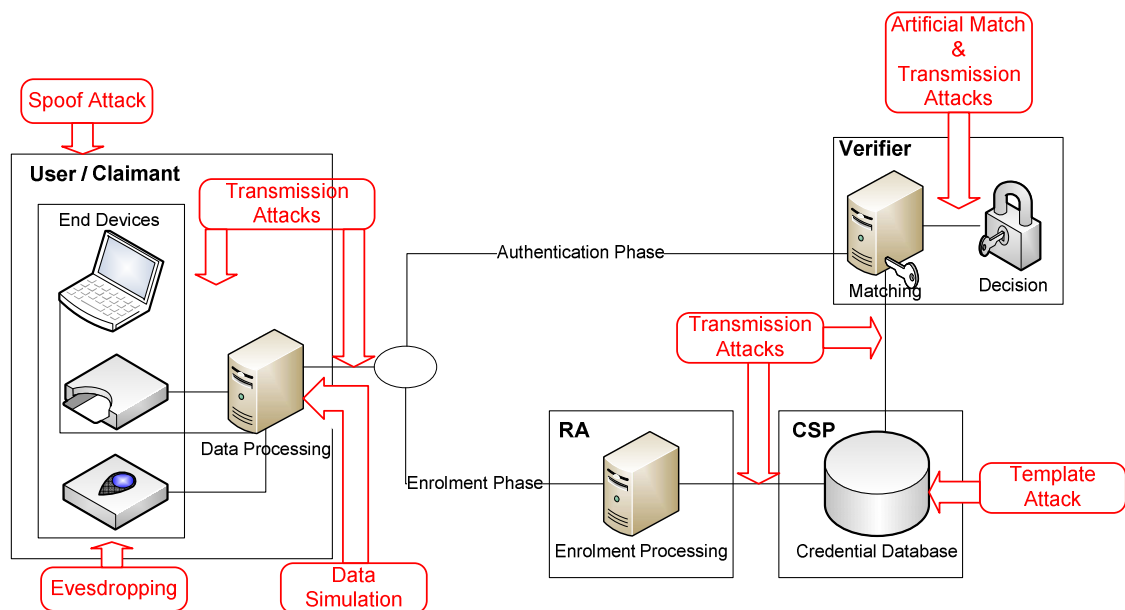 Spoof Attack
Artificial Match
&
Transmission
Attacks
User / Claimant
End Devices
Transmission
Attacks
Data Processing
Evesdropping
Data
Simulation
Authentication Phase
Enrolment Phase
Verifier
Matching
Decision
Transmission
Attacks
RA
Enrolment Processing
CSP
Credential Database
Template
Attack